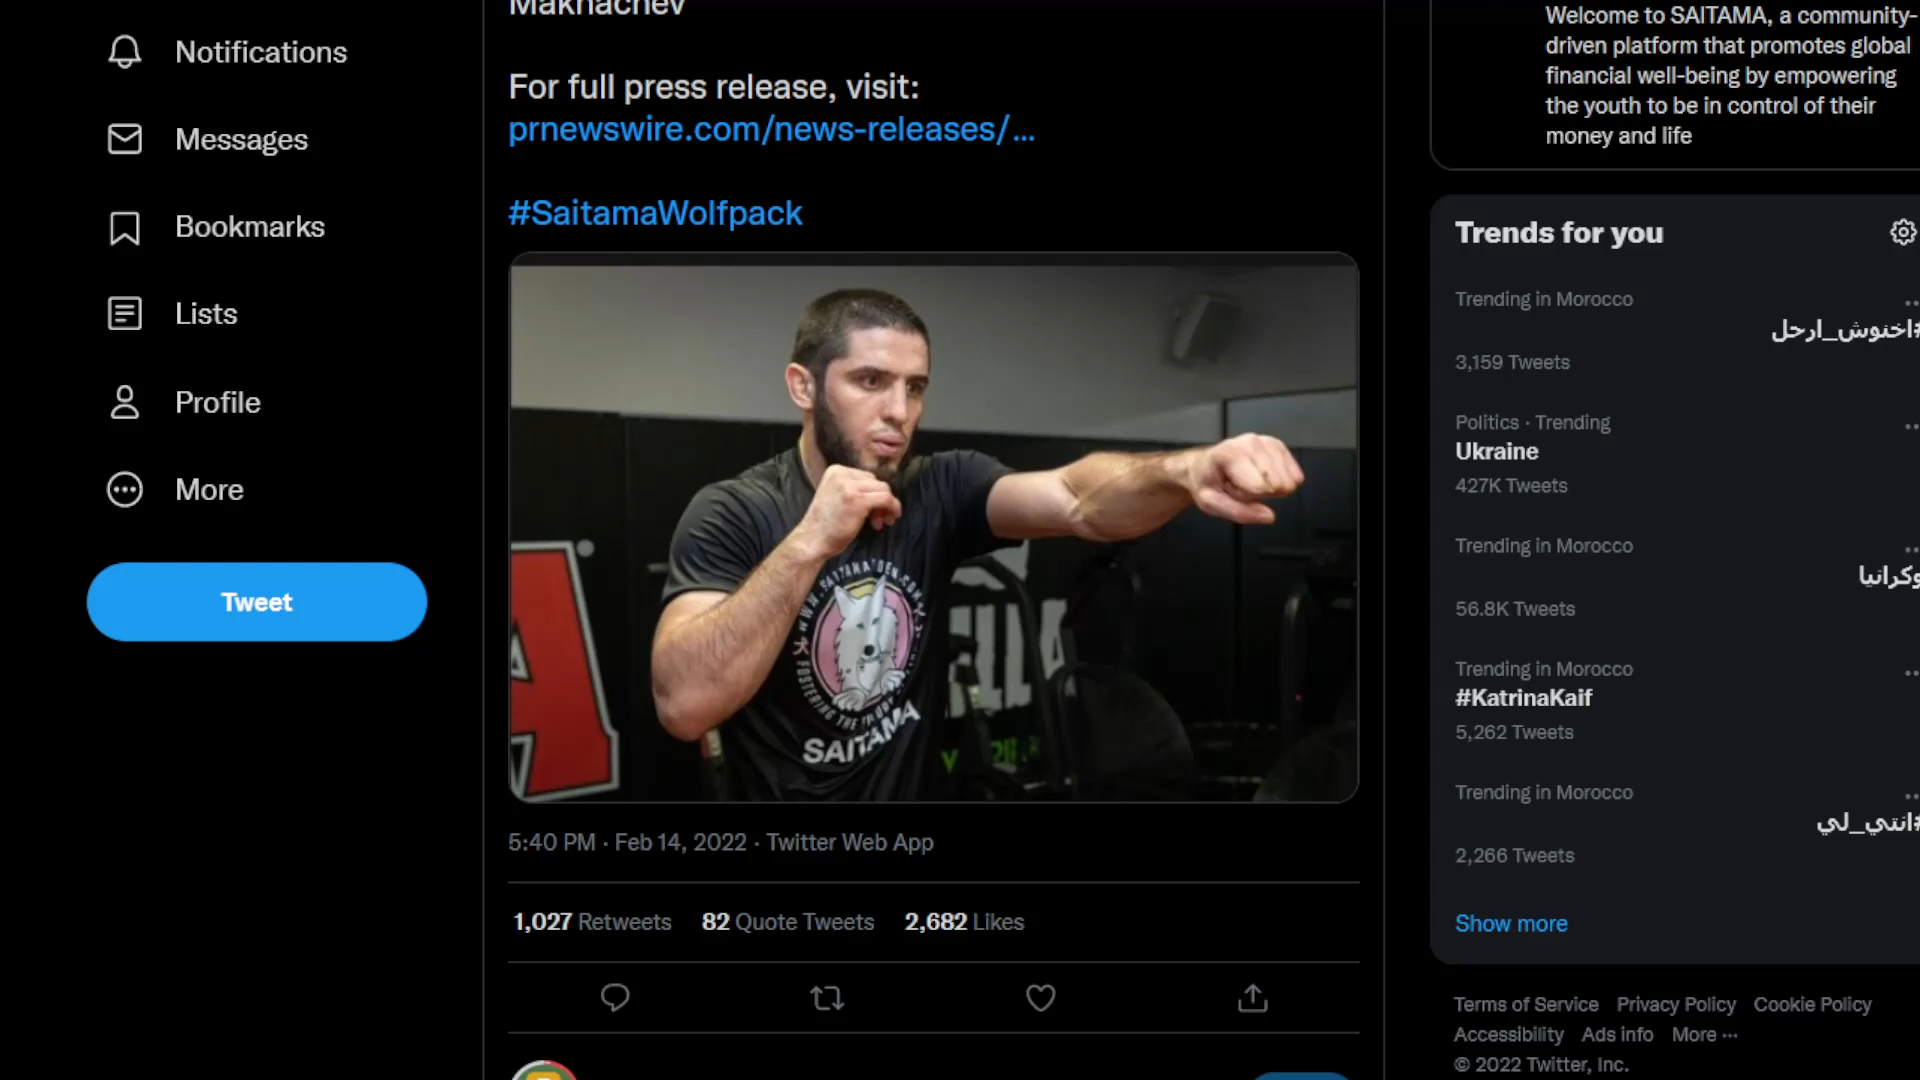 Makhachev
For full press release, visit:
prnewswire.com/news-releases/...
#SaitamaWolfpack
WWW.SAITAMATOKEN.COM
SAITAMA
5:40 PM · Feb 14, 2022 · Twitter Web App
1,027 Retweets 82 Quote Tweets 2,682 Likes
Notifications
Messages
Bookmarks
Lists
Profile
More
Tweet
Welcome to SAITAMA, a community-
driven platform that promotes global
financial well-being by empowering
the youth to be in control of their
money and life
Trends for you
Trending in Morocco
#اخنوش_ارحل
3,159 Tweets
Politics · Trending
Ukraine
427K Tweets
Trending in Morocco
وكرانيا
56.8K Tweets
Trending in Morocco
#KatrinaKaif
5,262 Tweets
Trending in Morocco
#انتي_لي
2,266 Tweets
Show more
Terms of Service Privacy Policy Cookie Policy
Accessibility Ads info More ···
© 2022 Twitter, Inc.